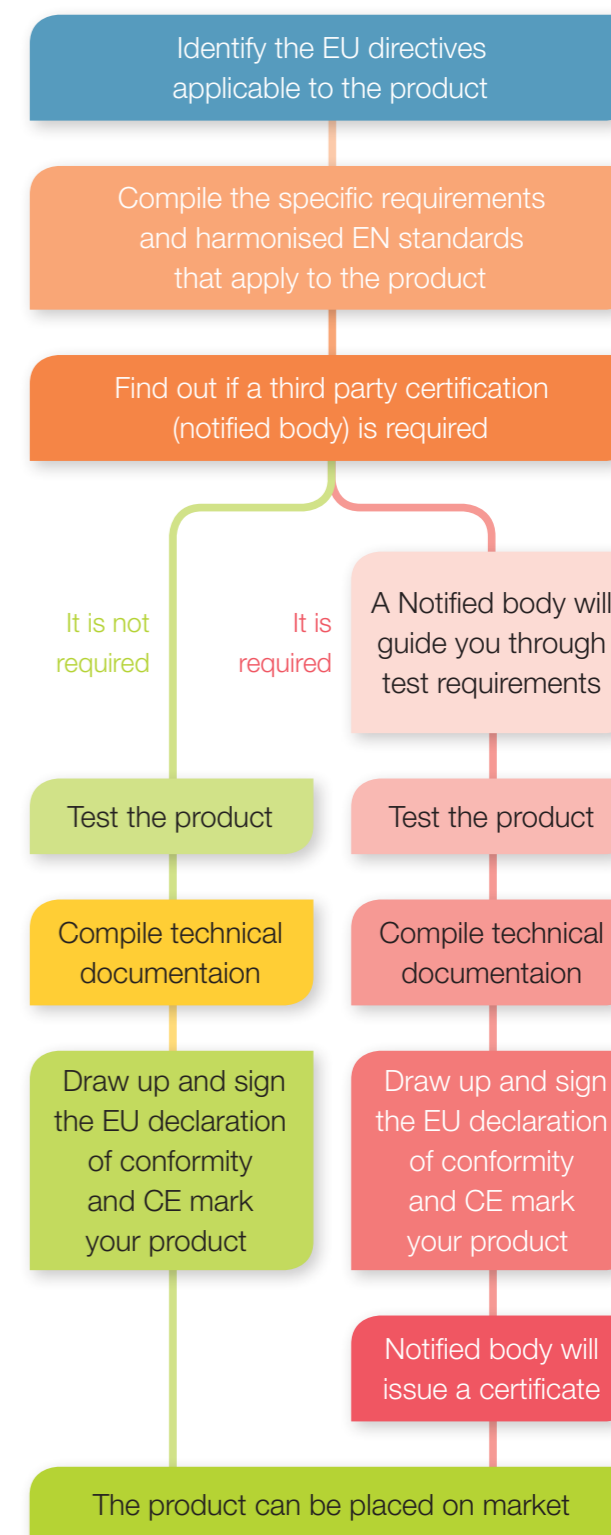 Identify the EU directives
applicable to the product
Compile the specific requirements
and harmonised EN standards
that apply to the product
Find out if a third party certification
(notified body) is required
It is not
required
It is
required
A Notified body will
guide you through
test requirements
Test the product
Test the product
Compile technical
documentaion
Compile technical
documentaion
Draw up and sign
the EU declaration
of conformity
and CE mark
your product
Draw up and sign
the EU declaration
of conformity
and CE mark
your product
Notified body will
issue a certificate
The product can be placed on market